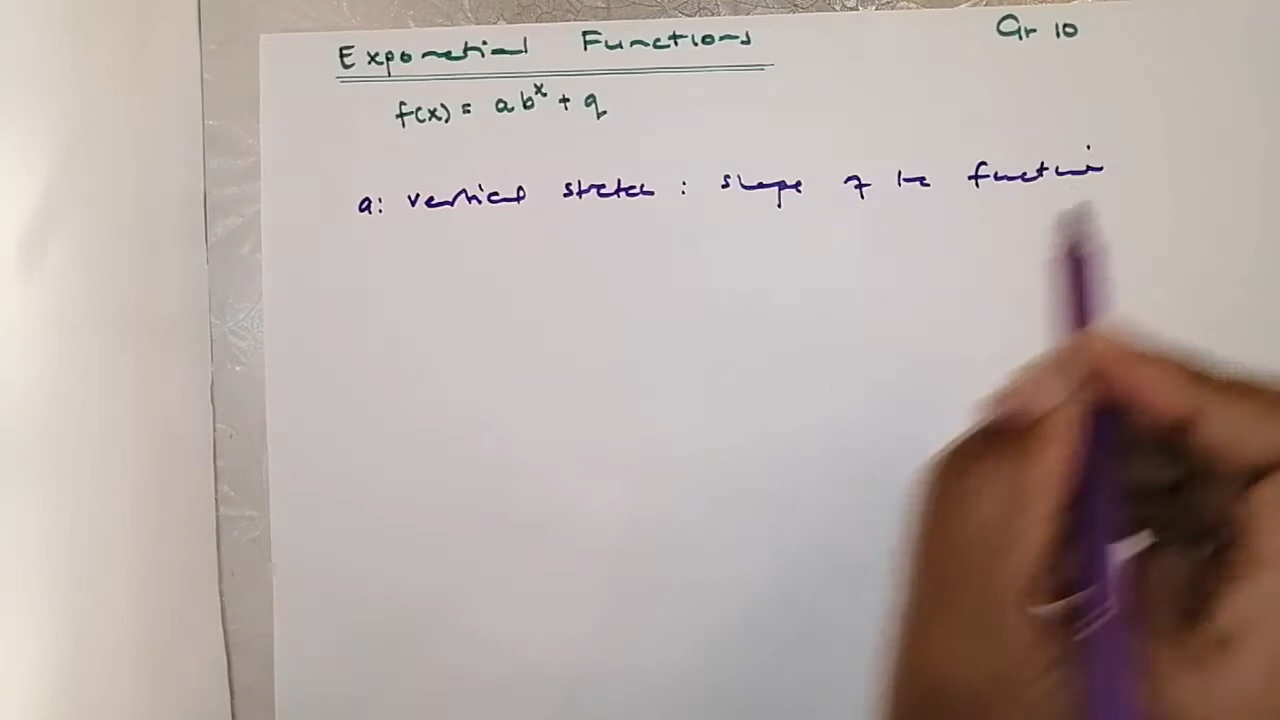 Exponential Functions
Gr 10
f(x) = ab^x + q
a: vertical stretch : shape of the function